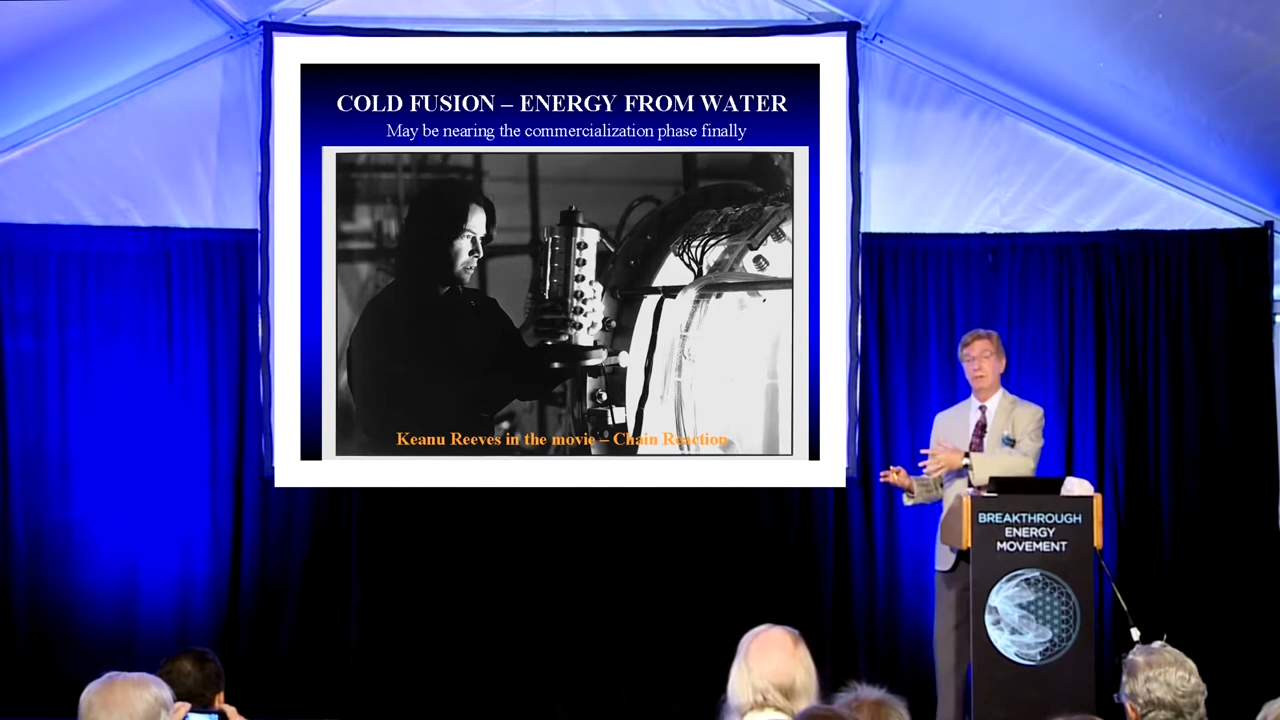 COLD FUSION – ENERGY FROM WATER
May be nearing the commercialization phase finally
Keanu Reeves in the movie – Chain Reaction
BREAKTHROUGH
ENERGY
MOVEMENT